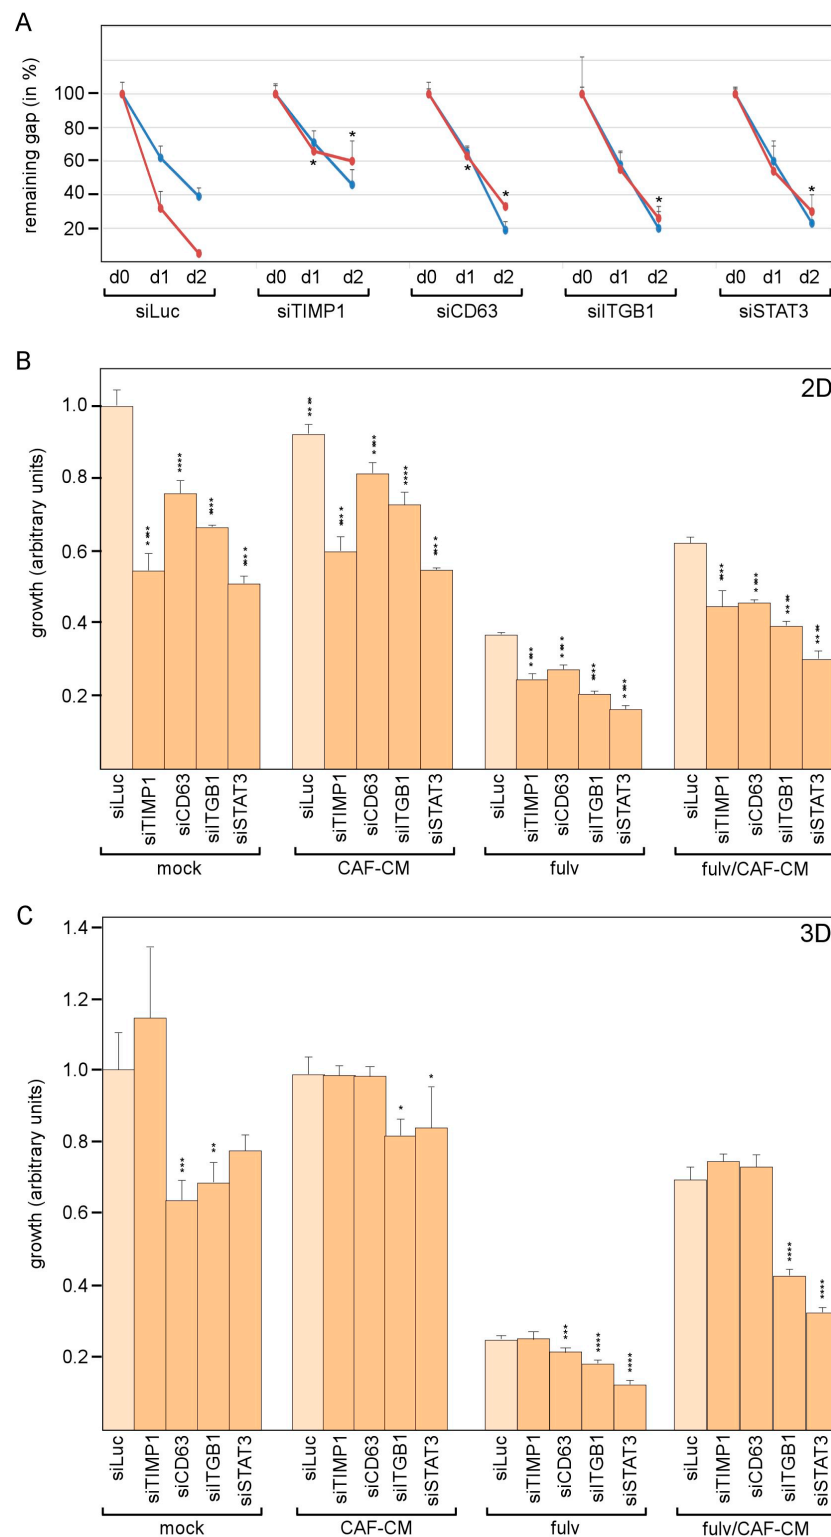 A
remaining gap (in %)
100
80
60
40
20
* * * * * *
d0 d1 d2 d0 d1 d2 d0 d1 d2 d0 d1 d2 d0 d1 d2
siLuc siTIMP1 siCD63 siITGB1 siSTAT3
B
2D
growth (arbitrary units)
1.0
0.8
0.6
0.4
0.2
**** **** **** **** **** **** **** **** **** **** **** **** **** **** **** **** ****
siLuc siTIMP1 siCD63 siITGB1 siSTAT3 siLuc siTIMP1 siCD63 siITGB1 siSTAT3 siLuc siTIMP1 siCD63 siITGB1 siSTAT3 siLuc siTIMP1 siCD63 siITGB1 siSTAT3
mock CAF-CM fulv fulv/CAF-CM
C
3D
growth (arbitrary units)
1.4
1.2
1.0
0.8
0.6
0.4
0.2
*** ** * * *** **** **** **** ****
siLuc siTIMP1 siCD63 siITGB1 siSTAT3 siLuc siTIMP1 siCD63 siITGB1 siSTAT3 siLuc siTIMP1 siCD63 siITGB1 siSTAT3 siLuc siTIMP1 siCD63 siITGB1 siSTAT3
mock CAF-CM fulv fulv/CAF-CM